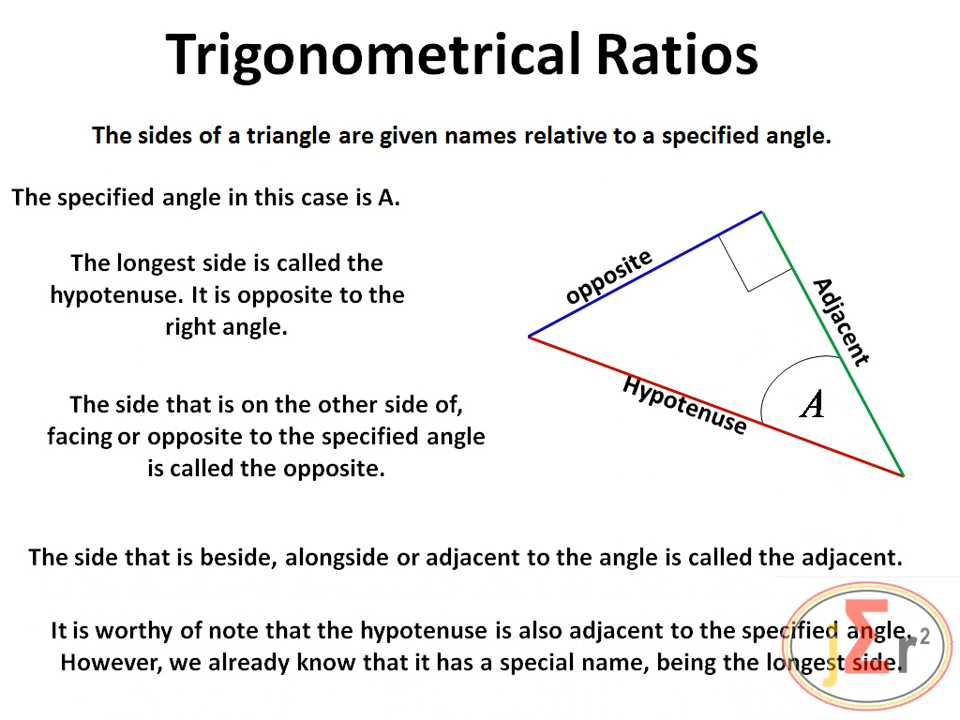 Trigonometrical Ratios
The sides of a triangle are given names relative to a specified angle.
The specified angle in this case is A.
The longest side is called the
hypotenuse. It is opposite to the
right angle.
opposite
Adjacent
Hypotenuse
A
The side that is on the other side of,
facing or opposite to the specified angle
is called the opposite.
The side that is beside, alongside or adjacent to the angle is called the adjacent.
It is worthy of note that the hypotenuse is also adjacent to the specified angle.
However, we already know that it has a special name, being the longest side.
jΣr²